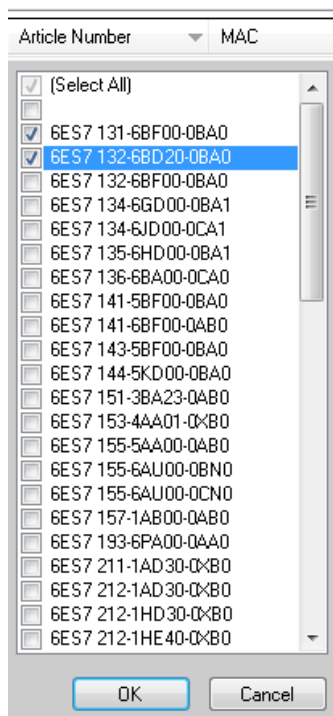 Article Number MAC
(Select All)
6ES7 131-6BF00-0BA0
6ES7 132-6BD20-0BA0
6ES7 132-6BF00-0BA0
6ES7 134-6GD00-0BA1
6ES7 134-6JD00-0CA1
6ES7 135-6HD00-0BA1
6ES7 136-6BA00-0CA0
6ES7 141-5BF00-0BA0
6ES7 141-6BF00-0AB0
6ES7 143-5BF00-0BA0
6ES7 144-5KD00-0BA0
6ES7 151-3BA23-0AB0
6ES7 153-4AA01-0XB0
6ES7 155-5AA00-0AB0
6ES7 155-6AU00-0BN0
6ES7 155-6AU00-0CN0
6ES7 157-1AB00-0AB0
6ES7 193-6PA00-0AA0
6ES7 211-1AD30-0XB0
6ES7 212-1AD30-0XB0
6ES7 212-1HD30-0XB0
6ES7 212-1HE40-0XB0
OK Cancel